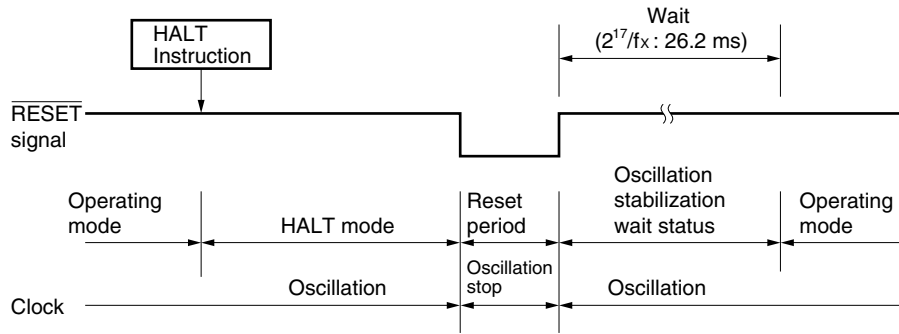 HALT
Instruction
Wait
(2¹⁷/fx : 26.2 ms)
RESET
signal
Operating
mode
HALT mode
Reset
period
Oscillation
stabilization
wait status
Operating
mode
Clock
Oscillation
Oscillation
stop
Oscillation